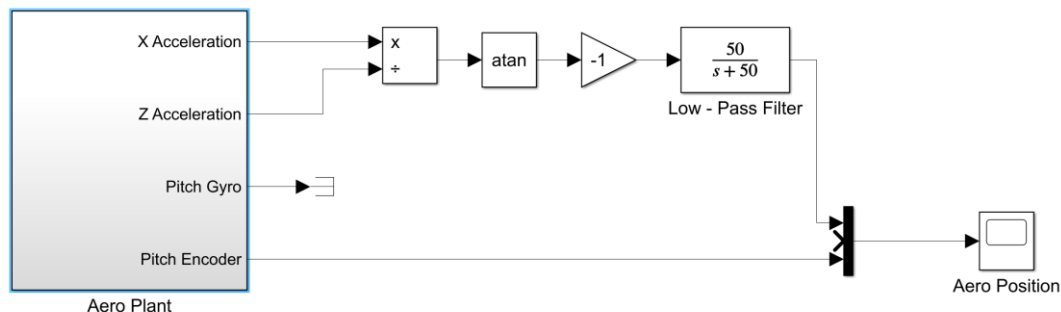 X Acceleration
Z Acceleration
Pitch Gyro
Pitch Encoder
Aero Plant
x
÷
atan
-1
50
s + 50
Low - Pass Filter
Aero Position